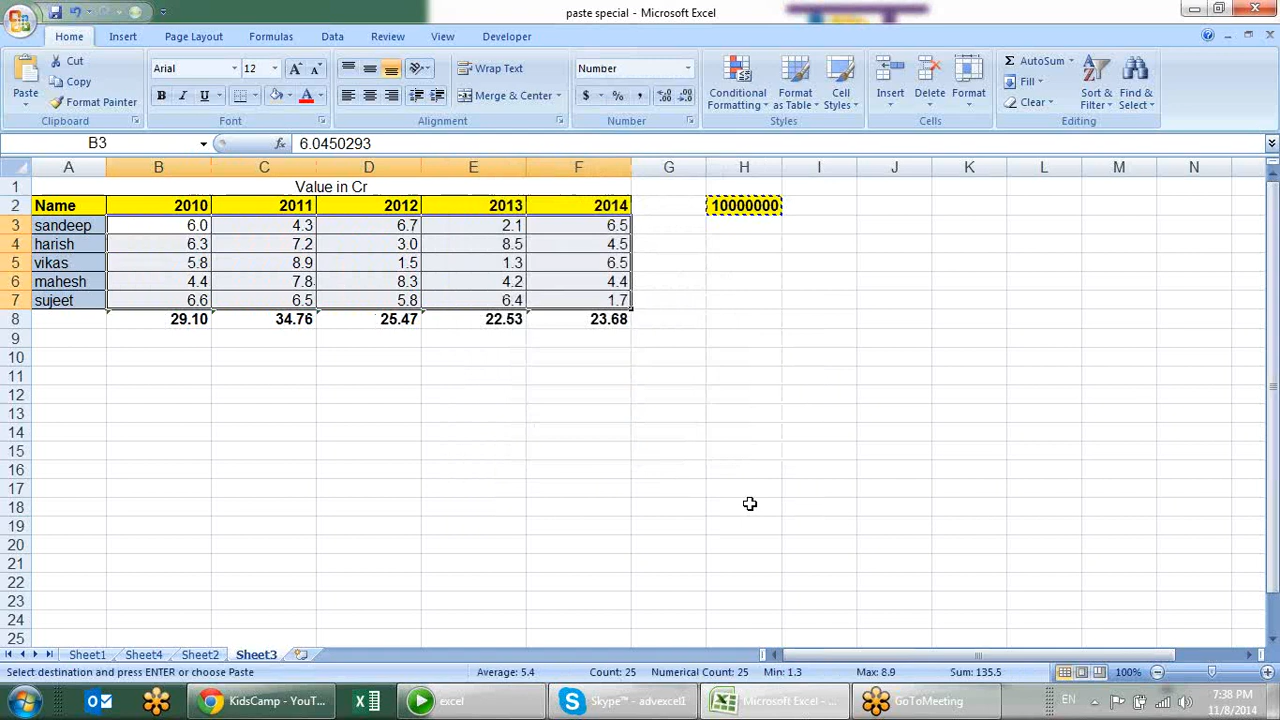 paste special - Microsoft Excel
Home Insert Page Layout Formulas Data Review View Developer
Paste Cut Copy Format Painter Clipboard
Arial 12 B I U A Font
Wrap Text Merge & Center Alignment
Number $ % , Number
Conditional Formatting Format as Table Cell Styles Styles
Insert Delete Format Cells
AutoSum Fill Clear Sort & Filter Find & Select Editing
B3 fx 6.0450293
A B C D E F G H I J K L M N
1 Value in Cr
2 Name 2010 2011 2012 2013 2014 10000000
3 sandeep 6.0 4.3 6.7 2.1 6.5
4 harish 6.3 7.2 3.0 8.5 4.5
5 vikas 5.8 8.9 1.5 1.3 6.5
6 mahesh 4.4 7.8 8.3 4.2 4.4
7 sujeet 6.6 6.5 5.8 6.4 1.7
8 29.10 34.76 25.47 22.53 23.68
9
10
11
12
13
14
15
16
17
18
19
20
21
22
23
24
25
Sheet1 Sheet4 Sheet2 Sheet3
Select destination and press ENTER or choose Paste Average: 5.4 Count: 25 Numerical Count: 25 Min: 1.3 Max: 8.9 Sum: 135.5 100%
KidsCamp - YouT... excel Skype™ - advexcel1 Microsoft Excel - ... GoToMeeting EN 7:38 PM
11/8/2014